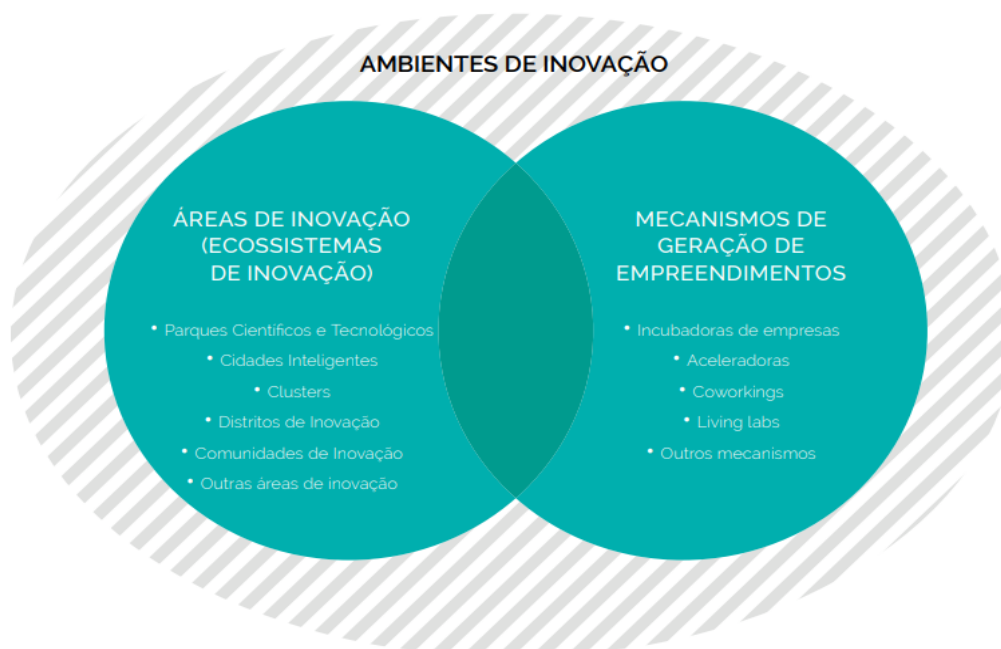 AMBIENTES DE INOVAÇÃO
ÁREAS DE INOVAÇÃO
(ECOSSISTEMAS
DE INOVAÇÃO)
• Parques Científicos e Tecnológicos
• Cidades Inteligentes
• Clusters
• Distritos de Inovação
• Comunidades de Inovação
• Outras áreas de inovação
MECANISMOS DE
GERAÇÃO DE
EMPREENDIMENTOS
• Incubadoras de empresas
• Aceleradoras
• Coworkings
• Living labs
• Outros mecanismos